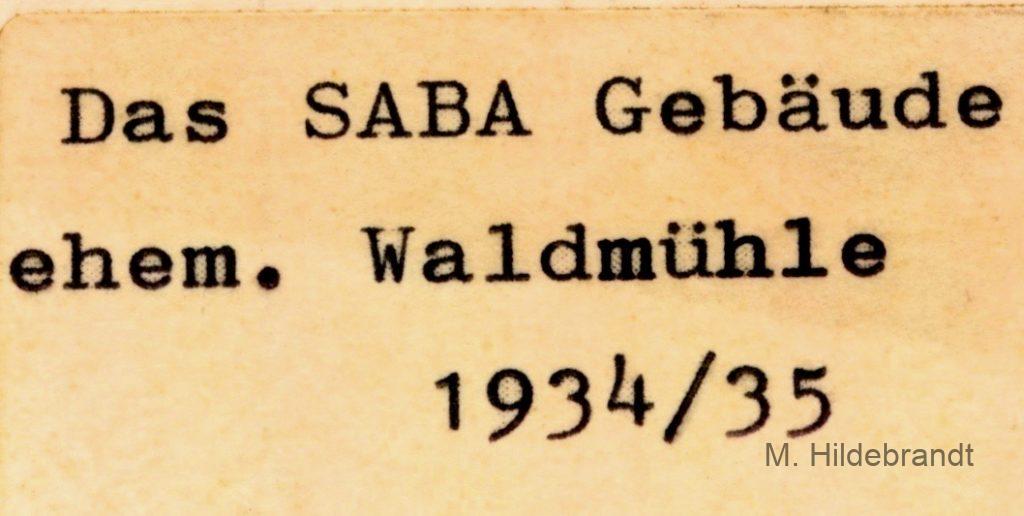 Das SABA Gebäude
ehem. Waldmühle
1934/35
M. Hildebrandt